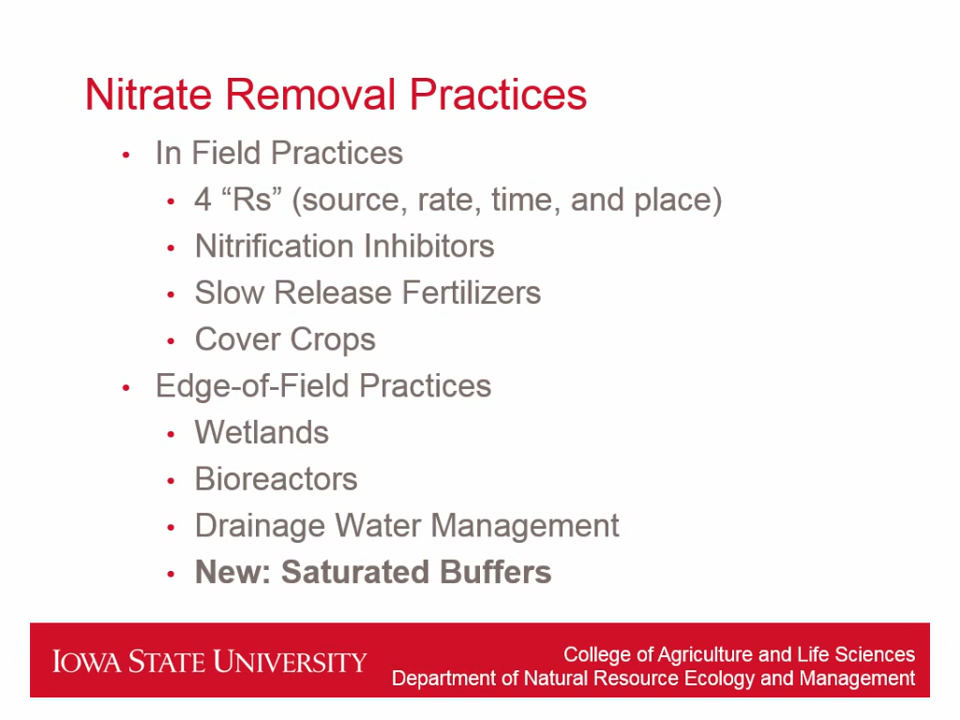 Nitrate Removal Practices
• In Field Practices
• 4 “Rs” (source, rate, time, and place)
• Nitrification Inhibitors
• Slow Release Fertilizers
• Cover Crops
• Edge-of-Field Practices
• Wetlands
• Bioreactors
• Drainage Water Management
• New: Saturated Buffers
IOWA STATE UNIVERSITY
College of Agriculture and Life Sciences
Department of Natural Resource Ecology and Management